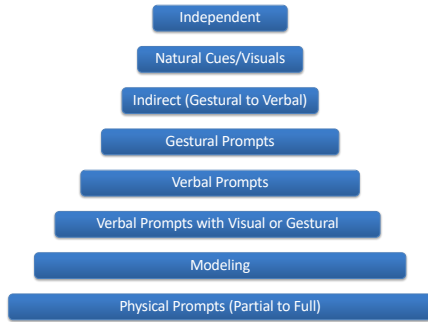 Independent
Natural Cues/Visuals
Indirect (Gestural to Verbal)
Gestural Prompts
Verbal Prompts
Verbal Prompts with Visual or Gestural
Modeling
Physical Prompts (Partial to Full)